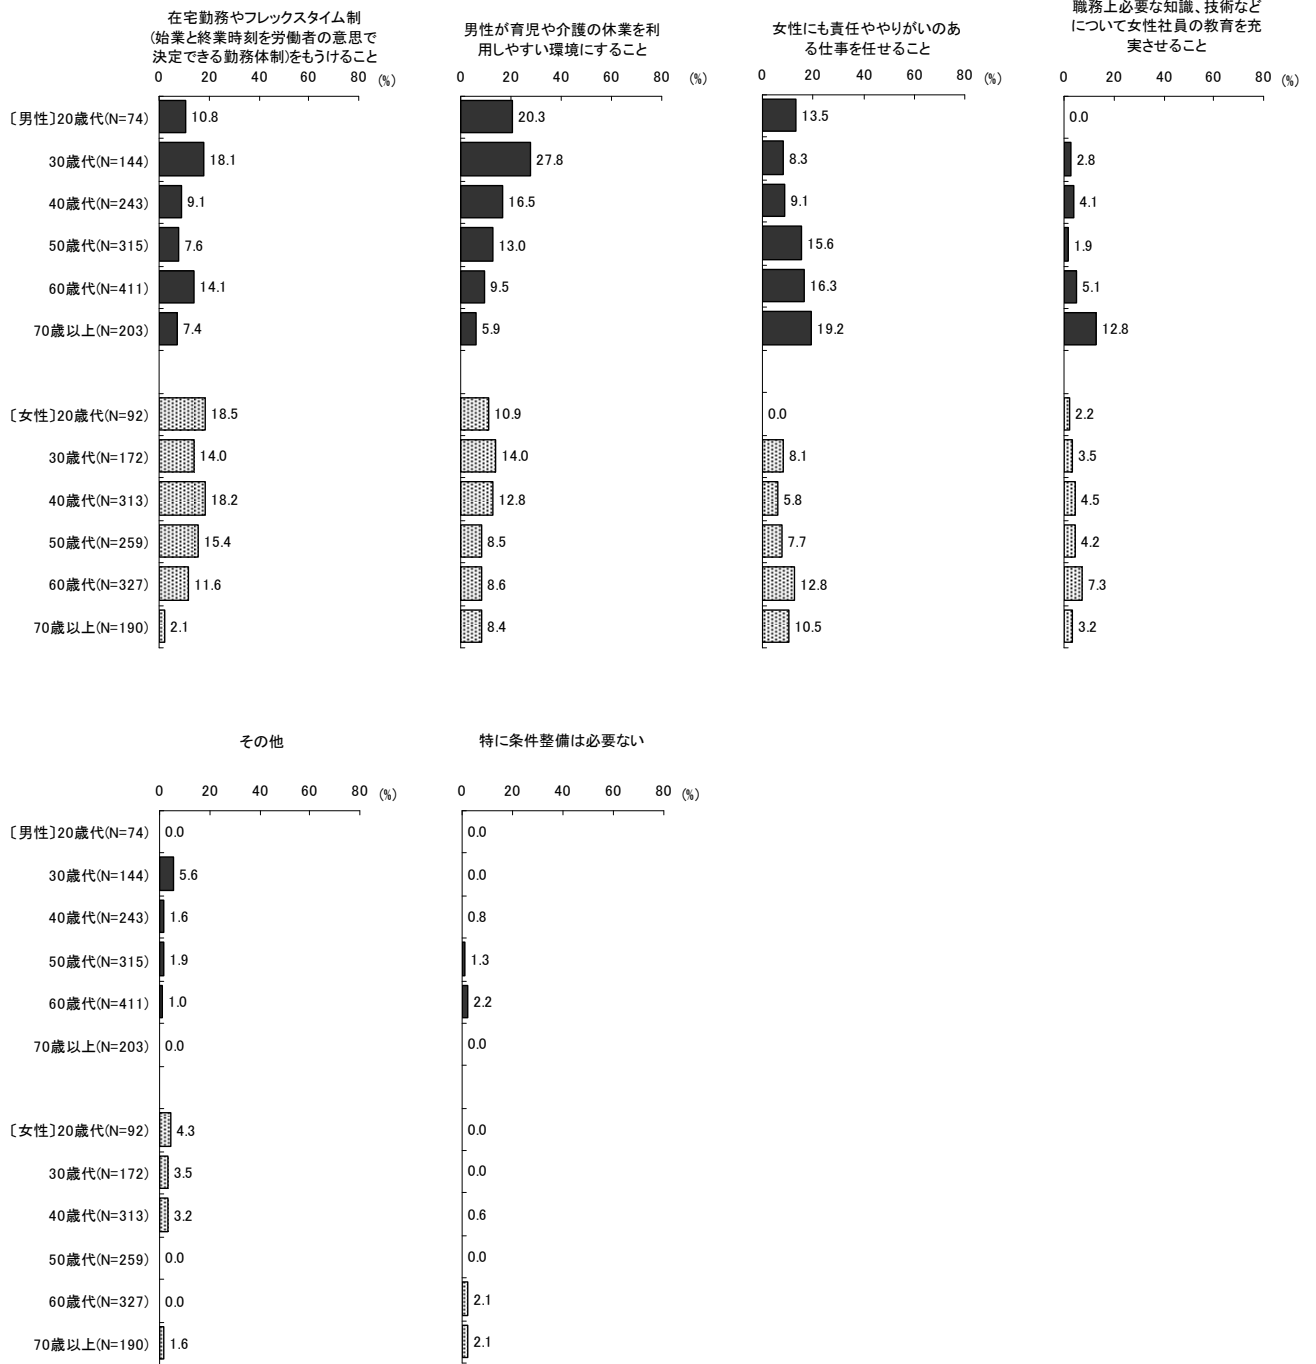 在宅勤務やフレックスタイム制
(始業と終業時刻を労働者の意思で
決定できる勤務体制)をもうけること
男性が育児や介護の休業を利
用しやすい環境にすること
女性にも責任ややりがいのあ
る仕事を任せること
職務上必要な知識、技術など
について女性社員の教育を充
実させること
0 20 40 60 80 (%) 0 20 40 60 80 (%) 0 20 40 60 80 (%) 0 20 40 60 80 (%)
〔男性〕20歳代(N=74) 10.8 20.3 13.5 0.0
30歳代(N=144) 18.1 27.8 8.3 2.8
40歳代(N=243) 9.1 16.5 9.1 4.1
50歳代(N=315) 7.6 13.0 15.6 1.9
60歳代(N=411) 14.1 9.5 16.3 5.1
70歳以上(N=203) 7.4 5.9 19.2 12.8
〔女性〕20歳代(N=92) 18.5 10.9 0.0 2.2
30歳代(N=172) 14.0 14.0 8.1 3.5
40歳代(N=313) 18.2 12.8 5.8 4.5
50歳代(N=259) 15.4 8.5 7.7 4.2
60歳代(N=327) 11.6 8.6 12.8 7.3
70歳以上(N=190) 2.1 8.4 10.5 3.2
その他 特に条件整備は必要ない
0 20 40 60 80 (%) 0 20 40 60 80 (%)
〔男性〕20歳代(N=74) 0.0 0.0
30歳代(N=144) 5.6 0.0
40歳代(N=243) 1.6 0.8
50歳代(N=315) 1.9 1.3
60歳代(N=411) 1.0 2.2
70歳以上(N=203) 0.0 0.0
〔女性〕20歳代(N=92) 4.3 0.0
30歳代(N=172) 3.5 0.0
40歳代(N=313) 3.2 0.6
50歳代(N=259) 0.0 0.0
60歳代(N=327) 0.0 2.1
70歳以上(N=190) 1.6 2.1